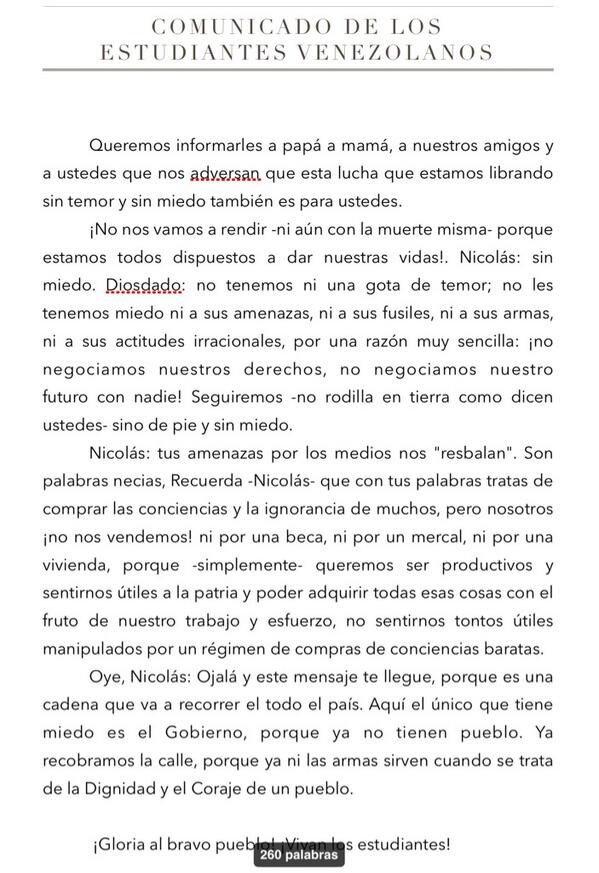 COMUNICADO DE LOS
ESTUDIANTES VENEZOLANOS
Queremos informarles a papá a mamá, a nuestros amigos y
a ustedes que nos adversan que esta lucha que estamos librando
sin temor y sin miedo también es para ustedes.
¡No nos vamos a rendir -ni aún con la muerte misma- porque
estamos todos dispuestos a dar nuestras vidas!. Nicolás: sin
miedo. Diosdado: no tenemos ni una gota de temor; no les
tenemos miedo ni a sus amenazas, ni a sus fusiles, ni a sus armas,
ni a sus actitudes irracionales, por una razón muy sencilla: ¡no
negociamos nuestros derechos, no negociamos nuestro
futuro con nadie! Seguiremos -no rodilla en tierra como dicen
ustedes- sino de pie y sin miedo.
Nicolás: tus amenazas por los medios nos "resbalan". Son
palabras necias, Recuerda -Nicolás- que con tus palabras tratas de
comprar las conciencias y la ignorancia de muchos, pero nosotros
¡no nos vendemos! ni por una beca, ni por un mercal, ni por una
vivienda, porque -simplemente- queremos ser productivos y
sentirnos útiles a la patria y poder adquirir todas esas cosas con el
fruto de nuestro trabajo y esfuerzo, no sentirnos tontos útiles
manipulados por un régimen de compras de conciencias baratas.
Oye, Nicolás: Ojalá y este mensaje te llegue, porque es una
cadena que va a recorrer el todo el país. Aquí el único que tiene
miedo es el Gobierno, porque ya no tienen pueblo. Ya
recobramos la calle, porque ya ni las armas sirven cuando se trata
de la Dignidad y el Coraje de un pueblo.
¡Gloria al bravo pueblo! ¡Vivan los estudiantes!
260 palabras